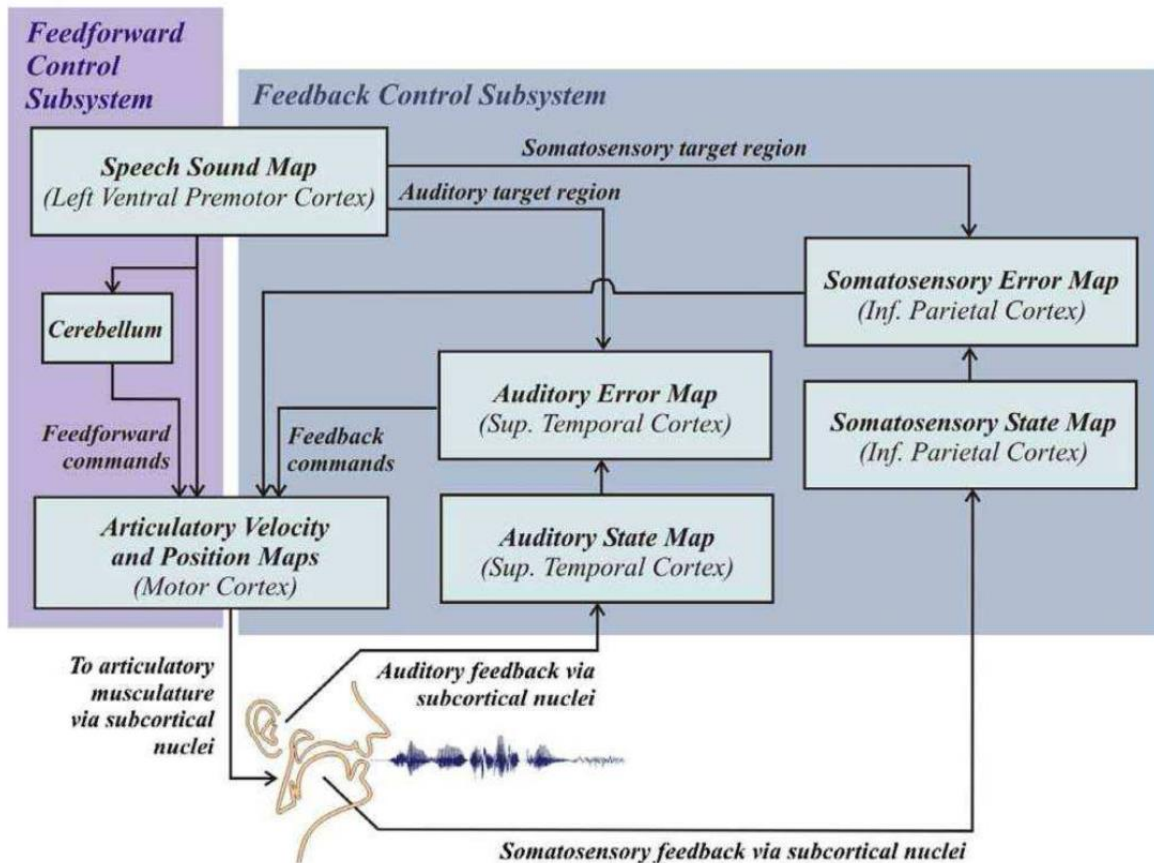 Feedforward
Control
Subsystem
Feedback Control Subsystem
Speech Sound Map
(Left Ventral Premotor Cortex)
Somatosensory target region
Auditory target region
Cerebellum
Somatosensory Error Map
(Inf. Parietal Cortex)
Auditory Error Map
(Sup. Temporal Cortex)
Somatosensory State Map
(Inf. Parietal Cortex)
Feedforward
commands
Feedback
commands
Articulatory Velocity
and Position Maps
(Motor Cortex)
Auditory State Map
(Sup. Temporal Cortex)
To articulatory
musculature
via subcortical
nuclei
Auditory feedback via
subcortical nuclei
Somatosensory feedback via subcortical nuclei